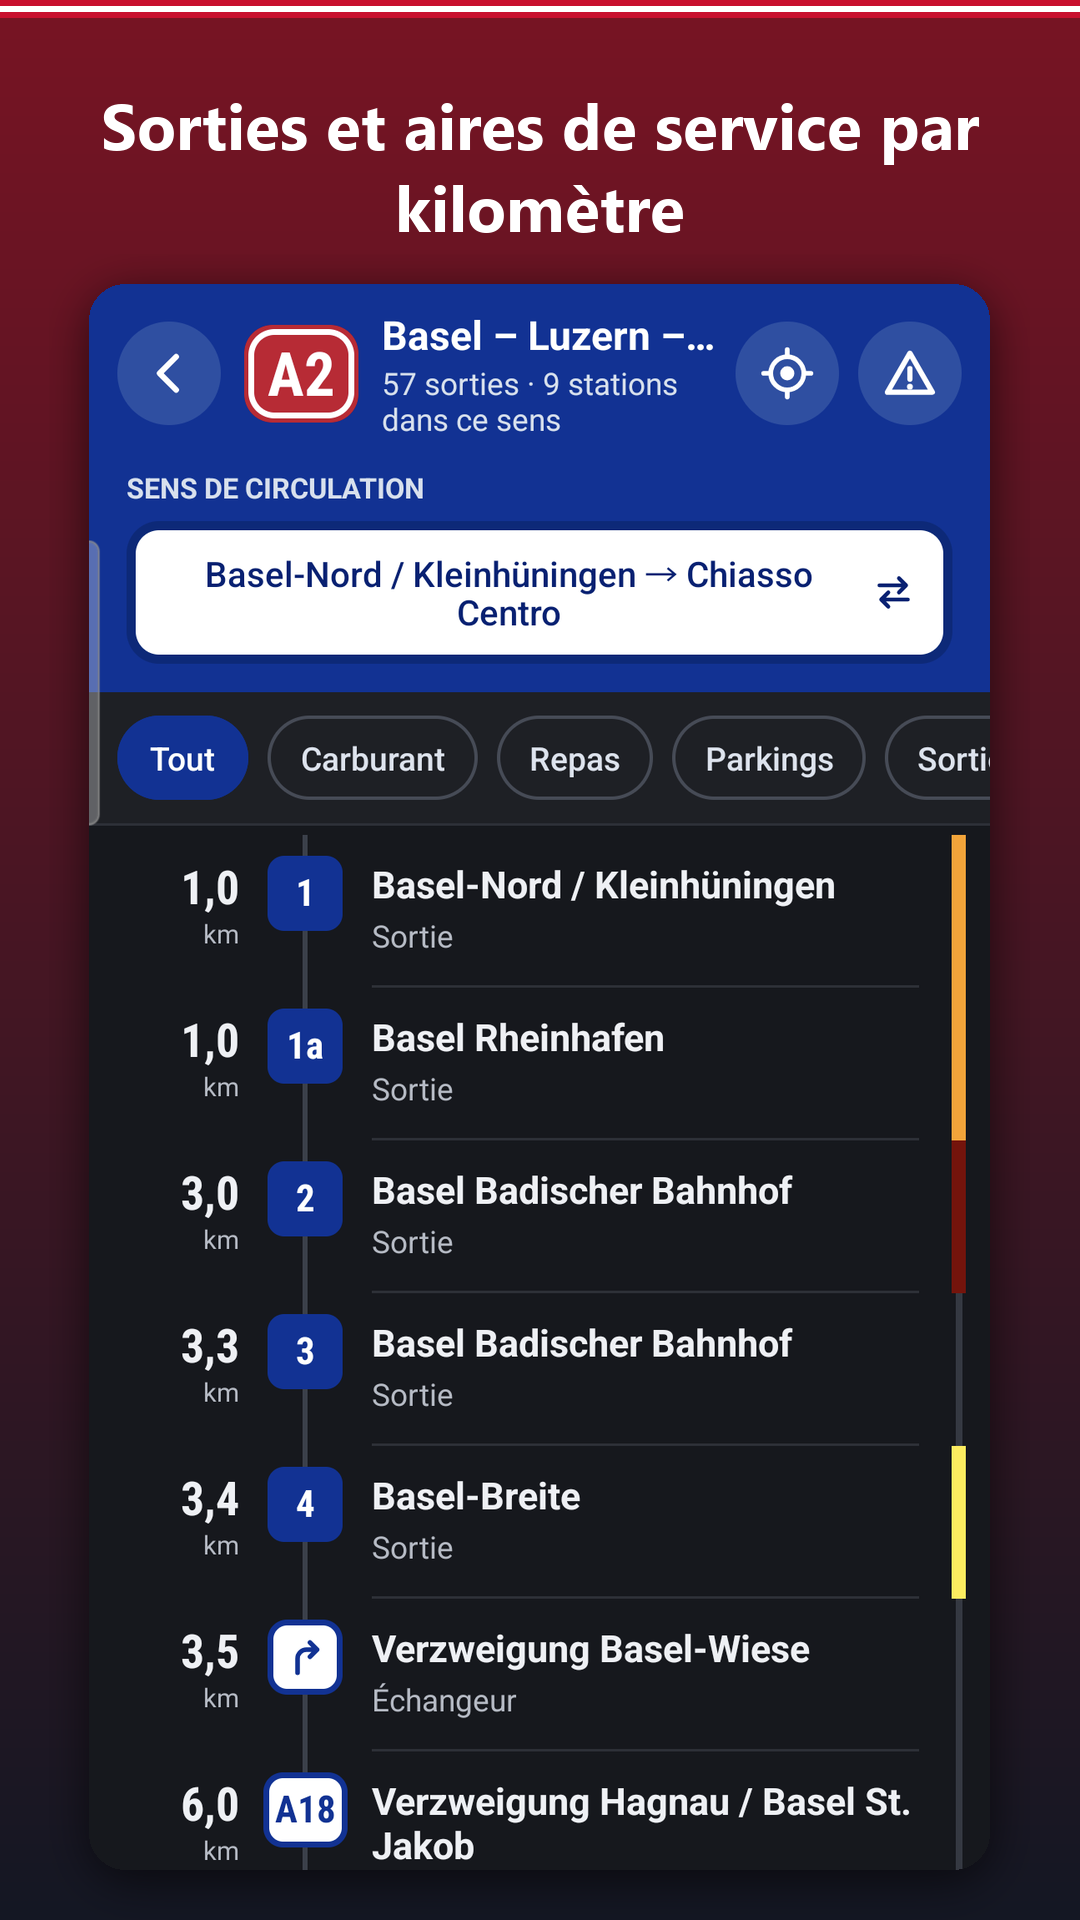 Sorties et aires de service par
kilomètre
A2
Basel – Luzern –...
57 sorties · 9 stations
dans ce sens
SENS DE CIRCULATION
Basel-Nord / Kleinhüningen → Chiasso
Centro
Tout
Carburant
Repas
Parkings
Sorti
1,0
km
1
Basel-Nord / Kleinhüningen
Sortie
1,0
km
1a
Basel Rheinhafen
Sortie
3,0
km
2
Basel Badischer Bahnhof
Sortie
3,3
km
3
Basel Badischer Bahnhof
Sortie
3,4
km
4
Basel-Breite
Sortie
3,5
km
Verzweigung Basel-Wiese
Échangeur
6,0
km
A18
Verzweigung Hagnau / Basel St.
Jakob